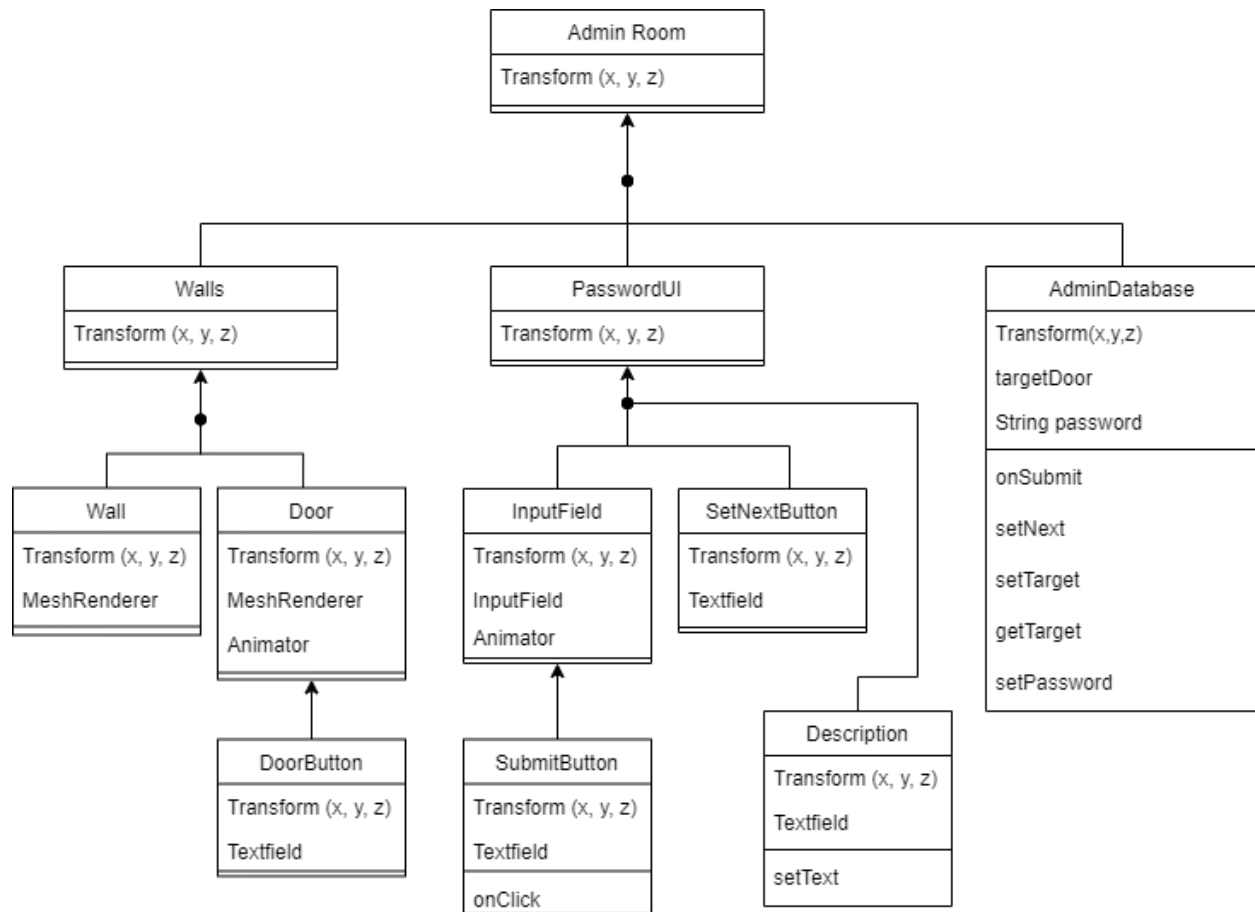 Admin Room
Transform (x, y, z)
Walls
Transform (x, y, z)
PasswordUI
Transform (x, y, z)
AdminDatabase
Transform(x,y,z)
targetDoor
String password
onSubmit
setNext
setTarget
getTarget
setPassword
Wall
Transform (x, y, z)
MeshRenderer
Door
Transform (x, y, z)
MeshRenderer
Animator
InputField
Transform (x, y, z)
InputField
Animator
SetNextButton
Transform (x, y, z)
Textfield
DoorButton
Transform (x, y, z)
Textfield
SubmitButton
Transform (x, y, z)
Textfield
onClick
Description
Transform (x, y, z)
Textfield
setText